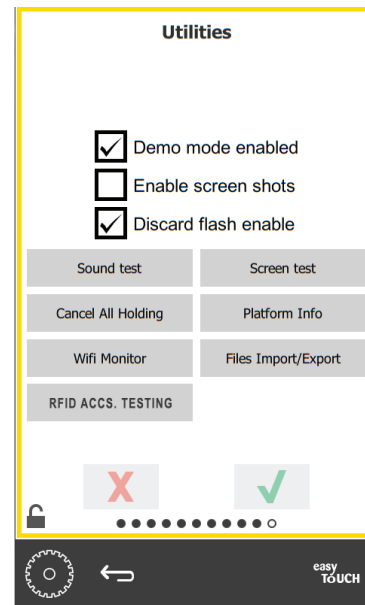 Utilities
Demo mode enabled
Enable screen shots
Discard flash enable
Sound test
Screen test
Cancel All Holding
Platform Info
Wifi Monitor
Files Import/Export
RFID ACCS. TESTING
X
easy
TOUCH